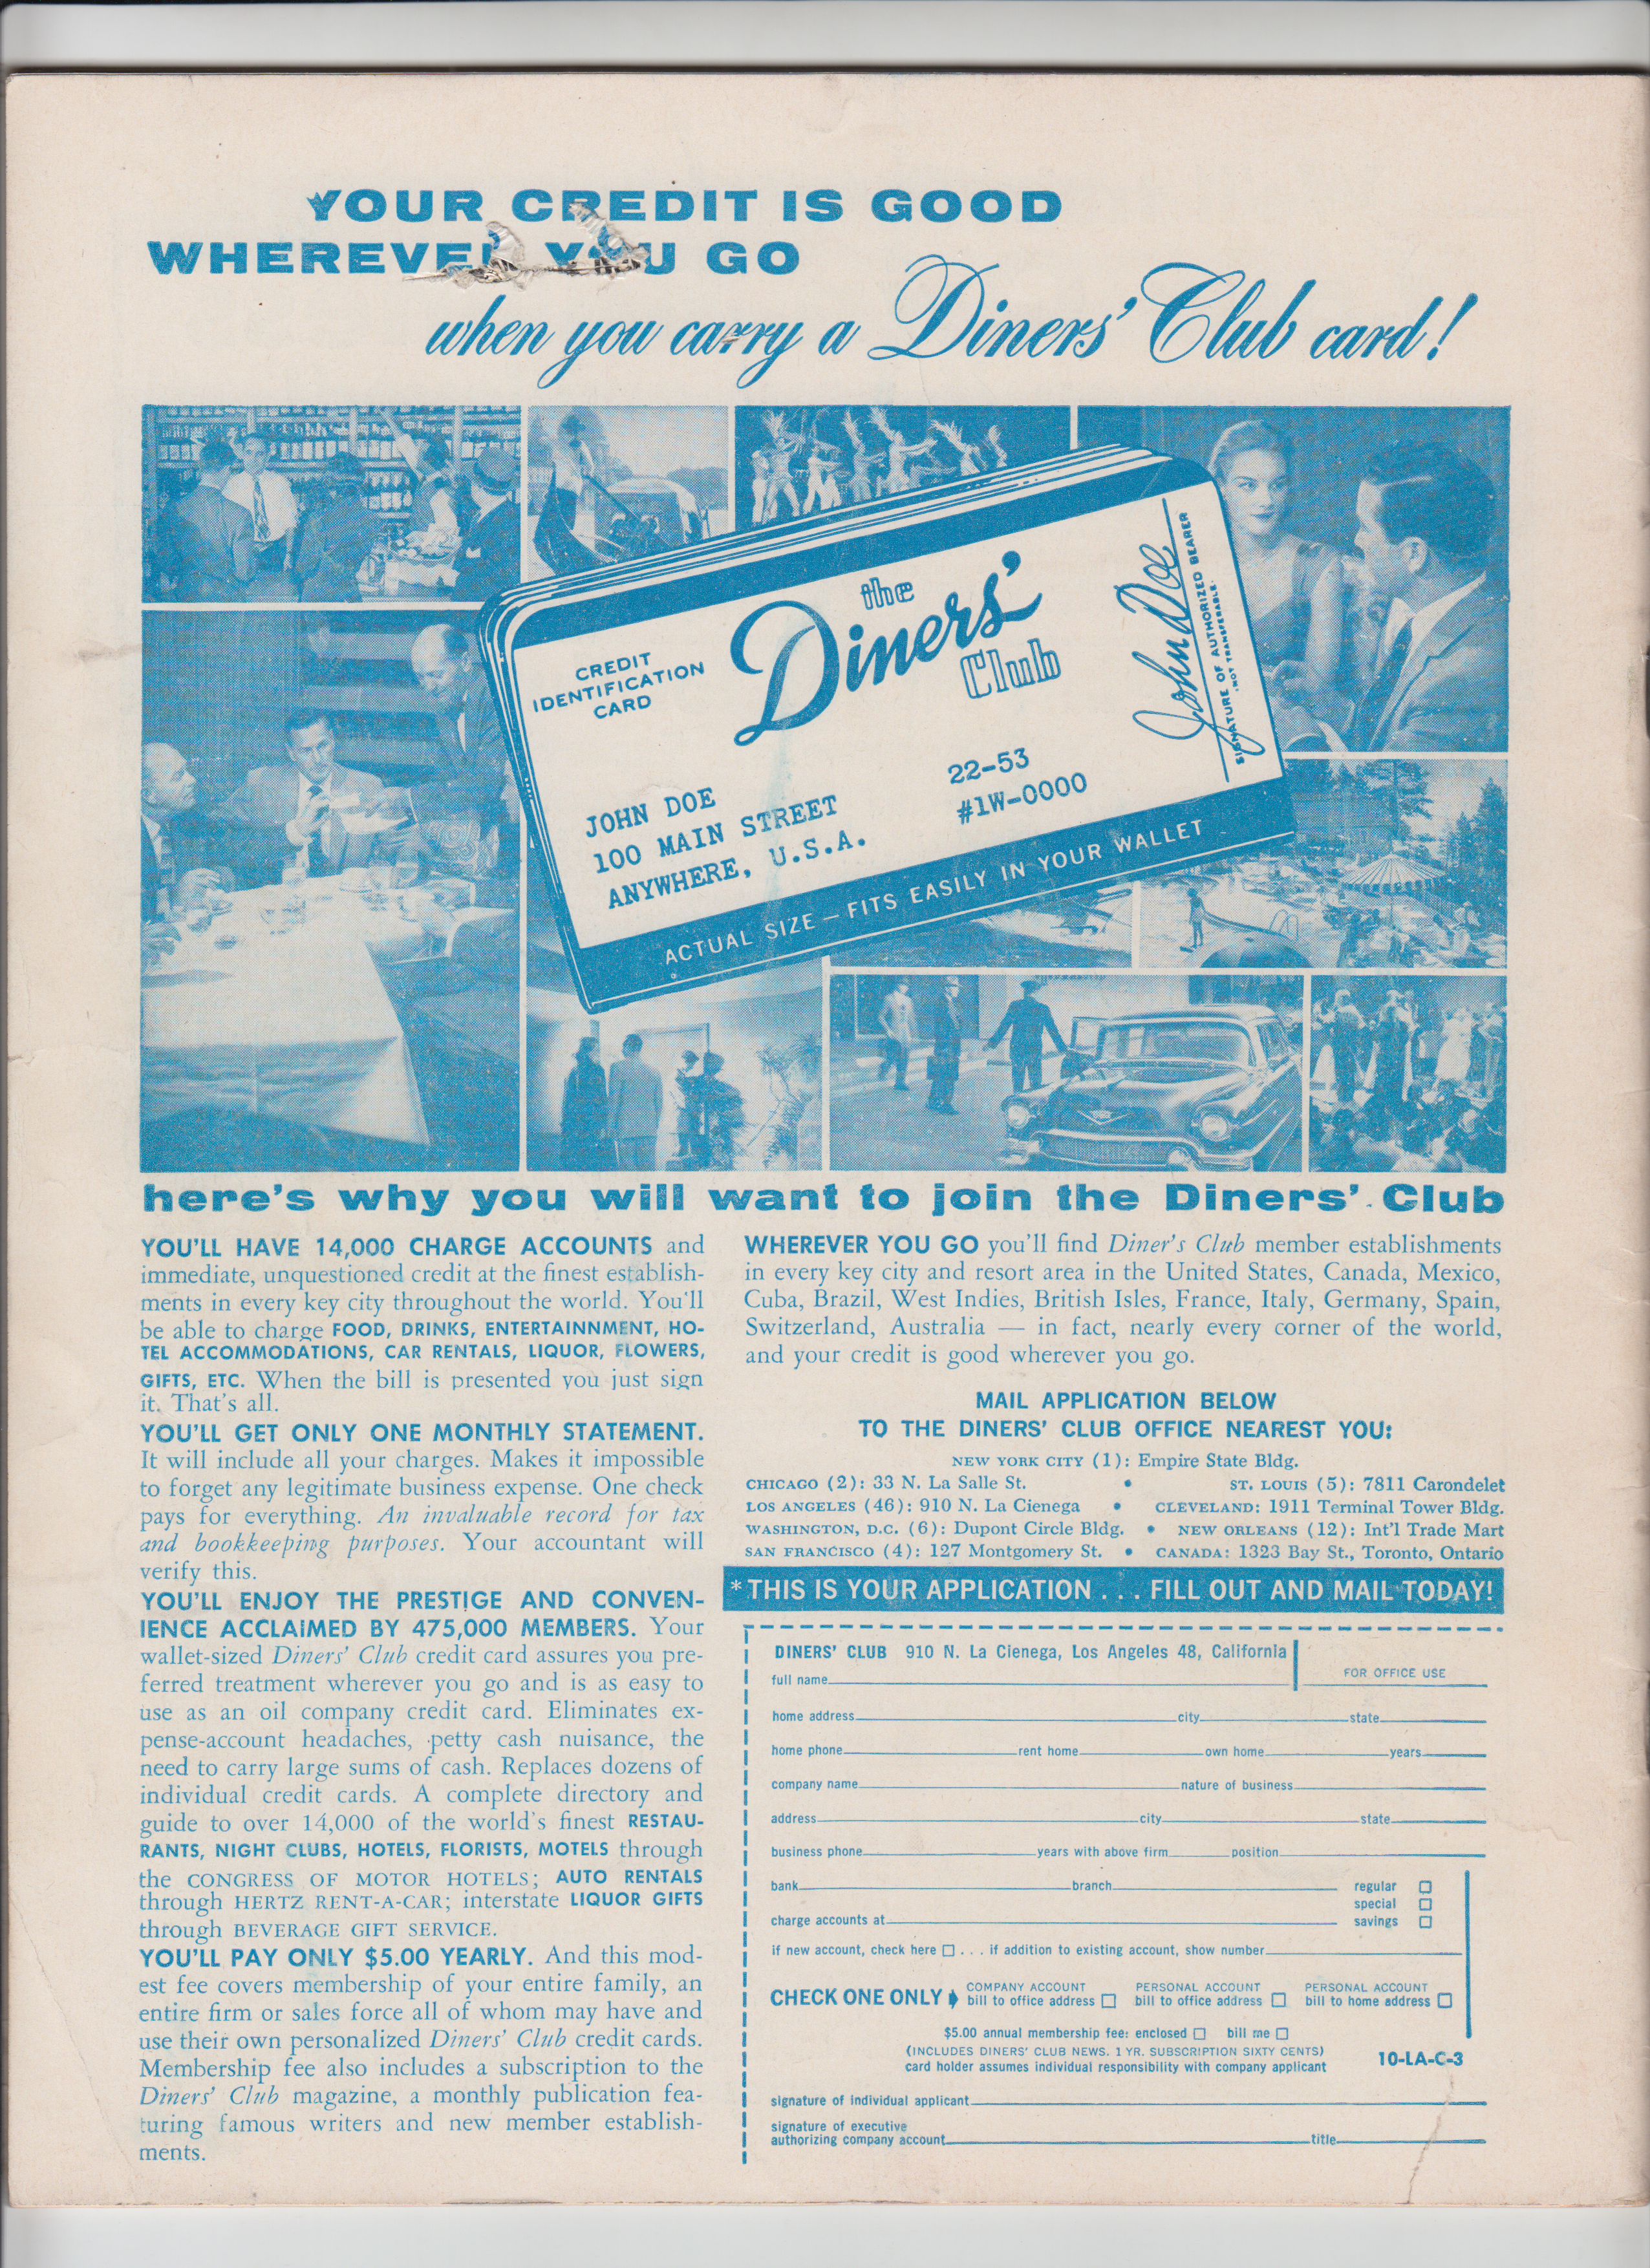 YOUR CREDIT IS GOOD
WHEREVER YOU GO
when you carry a Diners' Club card!
the
Diners'
Club
CREDIT
IDENTIFICATION
CARD
JOHN DOE
100 MAIN STREET
ANYWHERE, U.S.A.
22-53
#1W-0000
John Doe
SIGNATURE OF AUTHORIZED BEARER
·NOT TRANSFERABLE·
ACTUAL SIZE — FITS EASILY IN YOUR WALLET
here's why you will want to join the Diners' Club
YOU'LL HAVE 14,000 CHARGE ACCOUNTS and
immediate, unquestioned credit at the finest establish-
ments in every key city throughout the world. You'll
be able to charge FOOD, DRINKS, ENTERTAINNMENT, HO-
TEL ACCOMMODATIONS, CAR RENTALS, LIQUOR, FLOWERS,
GIFTS, ETC. When the bill is presented you just sign
it. That's all.
YOU'LL GET ONLY ONE MONTHLY STATEMENT.
It will include all your charges. Makes it impossible
to forget any legitimate business expense. One check
pays for everything. An invaluable record for tax
and bookkeeping purposes. Your accountant will
verify this.
YOU'LL ENJOY THE PRESTIGE AND CONVEN-
IENCE ACCLAIMED BY 475,000 MEMBERS. Your
wallet-sized Diners' Club credit card assures you pre-
ferred treatment wherever you go and is as easy to
use as an oil company credit card. Eliminates ex-
pense-account headaches, petty cash nuisance, the
need to carry large sums of cash. Replaces dozens of
individual credit cards. A complete directory and
guide to over 14,000 of the world's finest RESTAU-
RANTS, NIGHT CLUBS, HOTELS, FLORISTS, MOTELS through
the CONGRESS OF MOTOR HOTELS; AUTO RENTALS
through HERTZ RENT-A-CAR; interstate LIQUOR GIFTS
through BEVERAGE GIFT SERVICE.
YOU'LL PAY ONLY $5.00 YEARLY. And this mod-
est fee covers membership of your entire family, an
entire firm or sales force all of whom may have and
use their own personalized Diners' Club credit cards.
Membership fee also includes a subscription to the
Diners' Club magazine, a monthly publication fea-
turing famous writers and new member establish-
ments.
WHEREVER YOU GO you'll find Diner's Club member establishments
in every key city and resort area in the United States, Canada, Mexico,
Cuba, Brazil, West Indies, British Isles, France, Italy, Germany, Spain,
Switzerland, Australia — in fact, nearly every corner of the world,
and your credit is good wherever you go.
MAIL APPLICATION BELOW
TO THE DINERS' CLUB OFFICE NEAREST YOU:
NEW YORK CITY (1): Empire State Bldg.
CHICAGO (2): 33 N. La Salle St. • ST. LOUIS (5): 7811 Carondelet
LOS ANGELES (46): 910 N. La Cienega • CLEVELAND: 1911 Terminal Tower Bldg.
WASHINGTON, D.C. (6): Dupont Circle Bldg. • NEW ORLEANS (12): Int'l Trade Mart
SAN FRANCISCO (4): 127 Montgomery St. • CANADA: 1323 Bay St., Toronto, Ontario
*THIS IS YOUR APPLICATION . . . FILL OUT AND MAIL TODAY!
DINERS' CLUB 910 N. La Cienega, Los Angeles 48, California
FOR OFFICE USE
full name
home address city state
home phone rent home own home years
company name nature of business
address city state
business phone years with above firm position
bank branch regular ☐
special ☐
charge accounts at savings ☐
if new account, check here ☐ . . . if addition to existing account, show number
CHECK ONE ONLY
COMPANY ACCOUNT PERSONAL ACCOUNT PERSONAL ACCOUNT
bill to office address ☐ bill to office address ☐ bill to home address ☐
$5.00 annual membership fee: enclosed ☐ bill me ☐
(INCLUDES DINERS' CLUB NEWS. 1 YR. SUBSCRIPTION SIXTY CENTS)
card holder assumes individual responsibility with company applicant
10-LA-C-3
signature of individual applicant
signature of executive
authorizing company account title